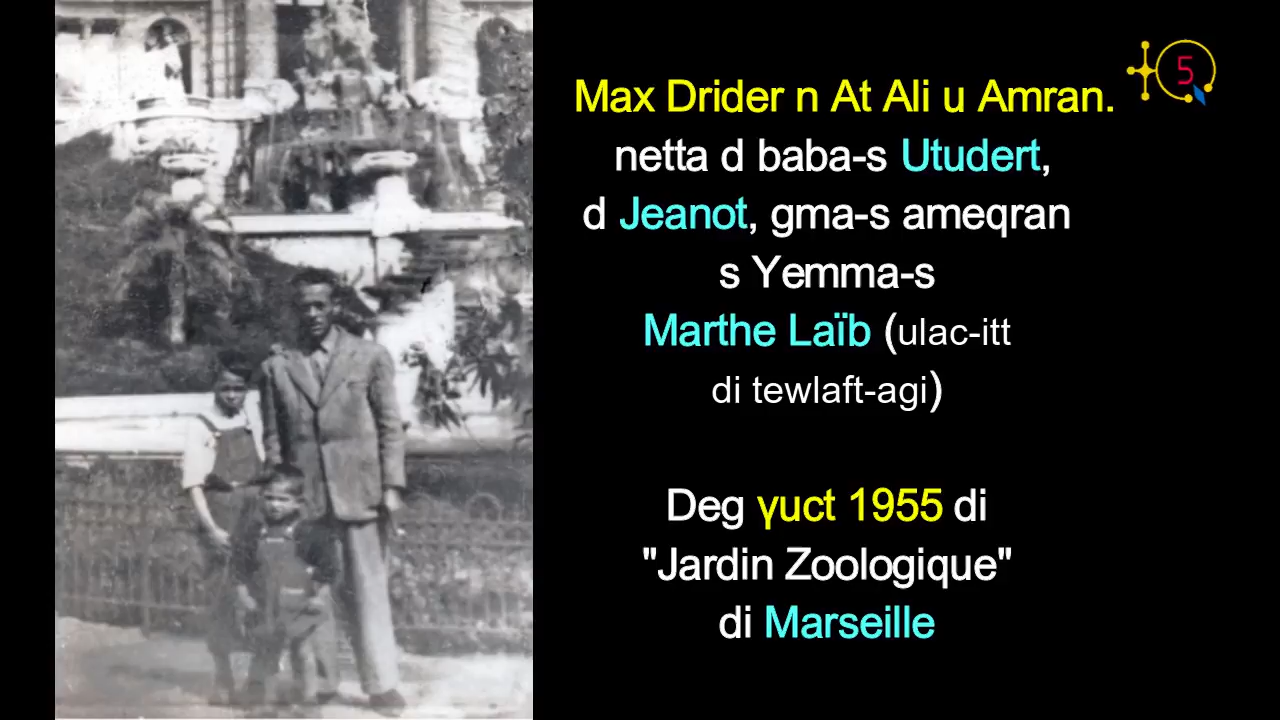 Max Drider n At Ali u Amran.
netta d baba-s Utudert,
d Jeanot, gma-s ameqran
s Yemma-s
Marthe Laïb (ulac-itt
di tewlaft-agi)
Deg γuct 1955 di
"Jardin Zoologique"
di Marseille
5